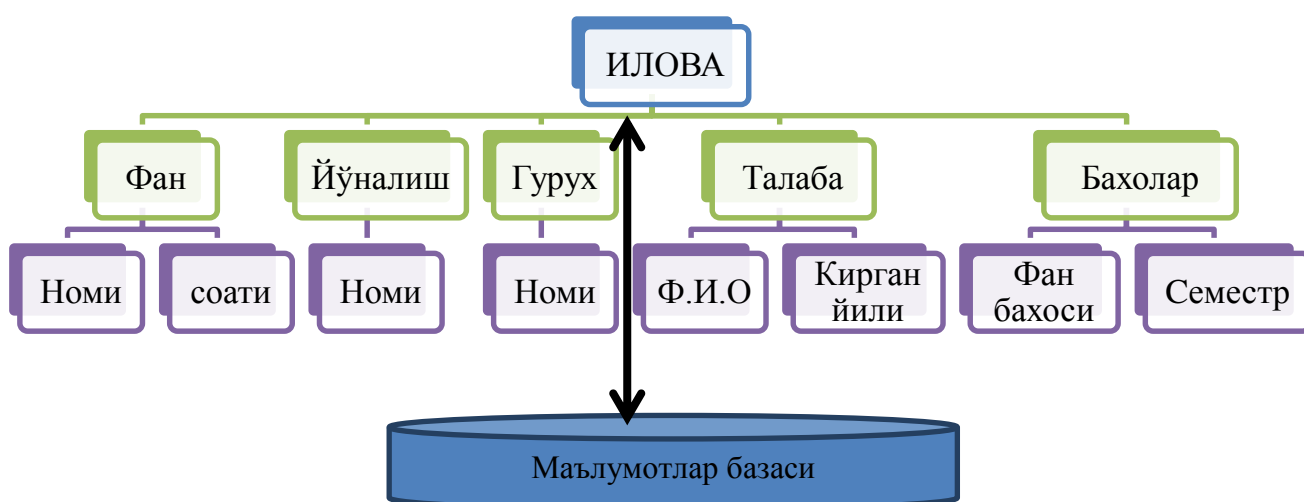 ИЛОВА
Фан
Йўналиш
Гурух
Талаба
Бахолар
Номи
соати
Номи
Номи
Ф.И.О
Кирган
йили
Фан
бахоси
Семестр
Маълумотлар базаси